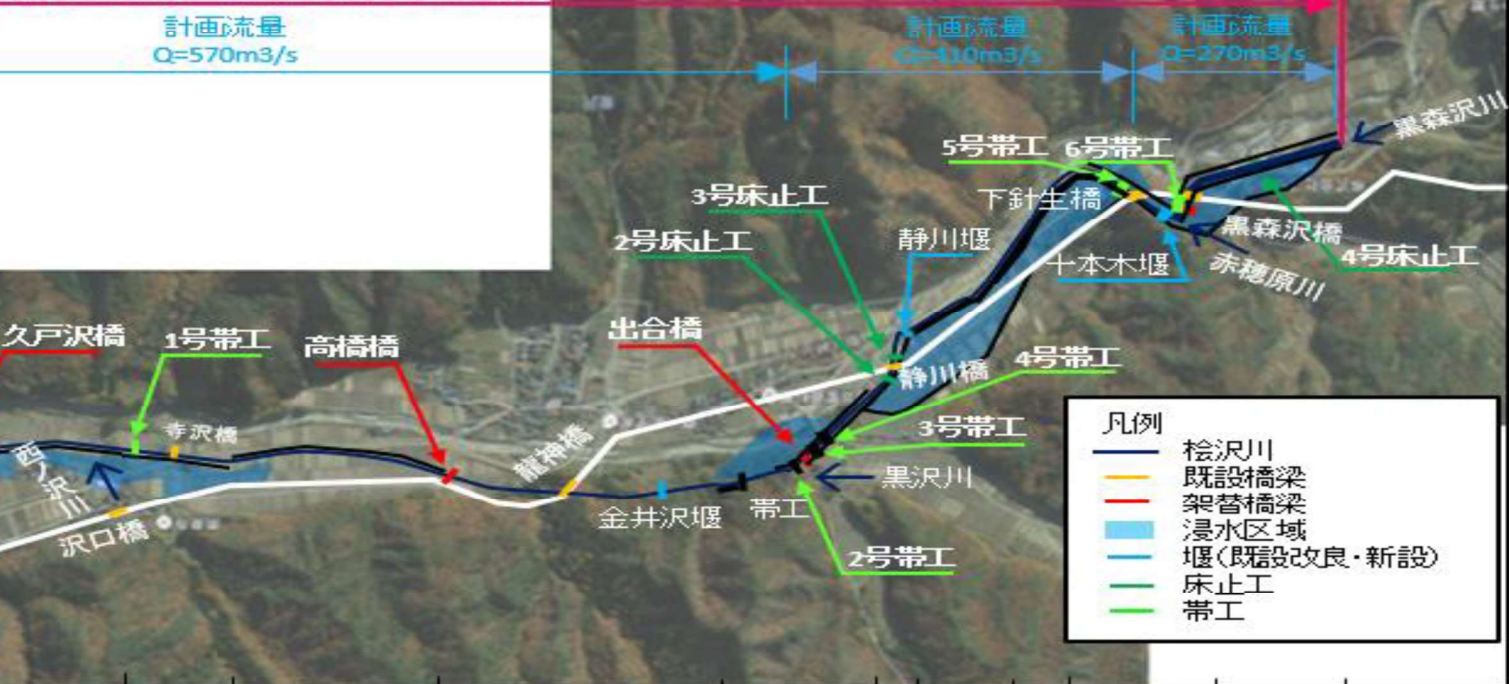 計画流量
Q=570m3/s
計画流量
Q=410m3/s
計画流量
Q=270m3/s
黒森沢川
5号帯工
6号帯工
3号床止工
下針生橋
2号床止工
静川堰
黒森沢橋
十本木堰
4号床止工
赤穂原川
久戸沢橋
1号帯工
高橋橋
出合橋
4号帯工
静川橋
寺沢橋
3号帯工
龍神橋
西ノ沢川
黒沢川
金井沢堰
帯工
沢口橋
2号帯工
凡例
桧沢川
既設橋梁
架替橋梁
浸水区域
堰(既設改良・新設)
床止工
帯工